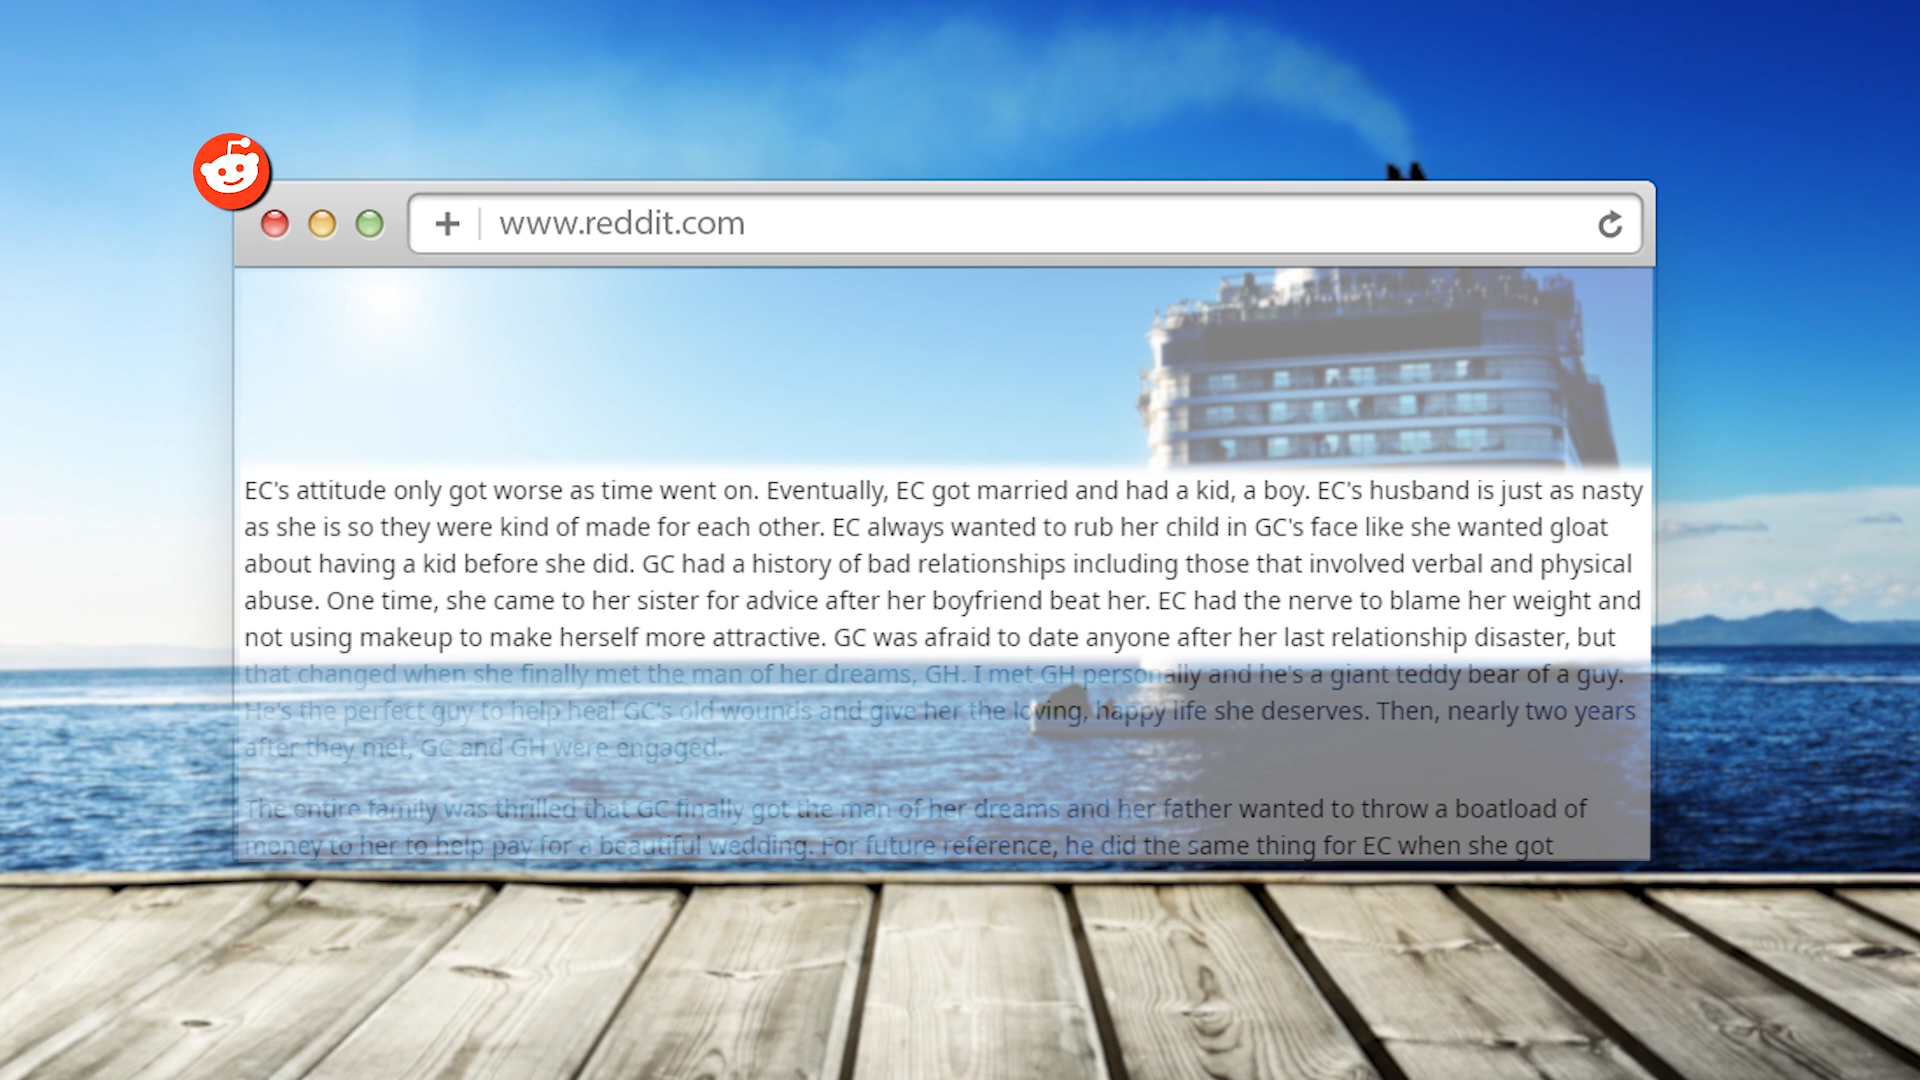 www.reddit.com
EC's attitude only got worse as time went on. Eventually, EC got married and had a kid, a boy. EC's husband is just as nasty
as she is so they were kind of made for each other. EC always wanted to rub her child in GC's face like she wanted gloat
about having a kid before she did. GC had a history of bad relationships including those that involved verbal and physical
abuse. One time, she came to her sister for advice after her boyfriend beat her. EC had the nerve to blame her weight and
not using makeup to make herself more attractive. GC was afraid to date anyone after her last relationship disaster, but
that changed when she finally met the man of her dreams, GH. I met GH personally and he's a giant teddy bear of a guy.
He's the perfect guy to help heal GC's old wounds and give her the loving, happy life she deserves. Then, nearly two years
after they met, GC and GH were engaged.
The entire family was thrilled that GC finally got the man of her dreams and her father wanted to throw a boatload of
money to her to help pay for a beautiful wedding. For future reference, he did the same thing for EC when she got